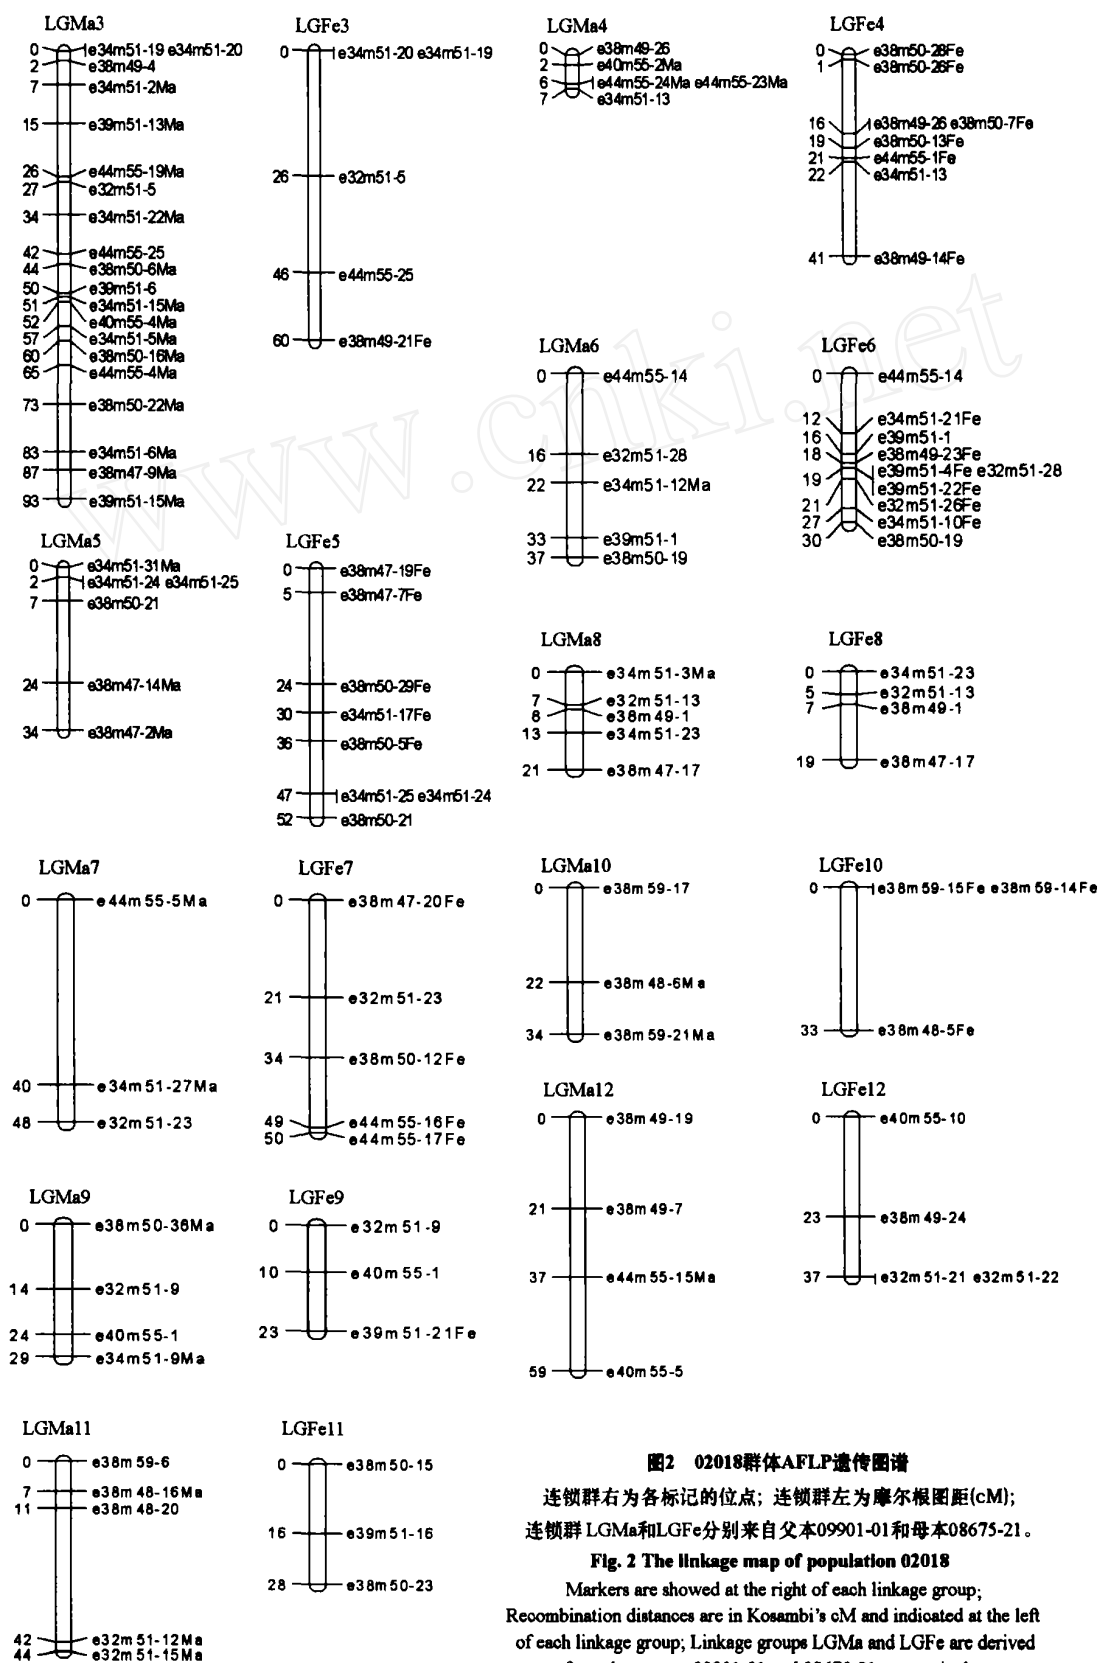 LGMa3
0 e34m51-19 e34m51-20
2 e38m49-4
7 e34m51-2Ma
15 e39m51-13Ma
26 e44m55-19Ma
27 e32m51-5
34 e34m51-22Ma
42 e44m55-25
44 e38m50-6Ma
50 e39m51-6
51 e34m51-15Ma
52 e40m55-4Ma
57 e34m51-5Ma
60 e38m50-16Ma
65 e44m55-4Ma
73 e38m50-22Ma
83 e34m51-6Ma
87 e38m47-9Ma
93 e39m51-15Ma
LGFe3
0 e34m51-20 e34m51-19
26 e32m51-5
46 e44m55-25
60 e38m49-21Fe
LGMa4
0 e38m49-26
2 e40m55-2Ma
6 e44m55-24Ma e44m55-23Ma
7 e34m51-13
LGFe4
0 e38m50-28Fe
1 e38m50-26Fe
16 e38m49-26 e38m50-7Fe
19 e38m50-13Fe
21 e44m55-1Fe
22 e34m51-13
41 e38m49-14Fe
LGMa6
0 e44m55-14
16 e32m51-28
22 e34m51-12Ma
33 e39m51-1
37 e38m50-19
LGFe6
0 e44m55-14
12 e34m51-21Fe
16 e39m51-1
18 e38m49-23Fe
19 e39m51-4Fe e32m51-28
e39m51-22Fe
21 e32m51-26Fe
27 e34m51-10Fe
30 e38m50-19
LGMa5
0 e34m51-31Ma
2 e34m51-24 e34m51-25
7 e38m50-21
24 e38m47-14Ma
34 e38m47-2Ma
LGFe5
0 e38m47-19Fe
5 e38m47-7Fe
24 e38m50-29Fe
30 e34m51-17Fe
36 e38m50-5Fe
47 e34m51-25 e34m51-24
52 e38m50-21
LGMa8
0 e34m51-3Ma
7 e32m51-13
8 e38m49-1
13 e34m51-23
21 e38m47-17
LGFe8
0 e34m51-23
5 e32m51-13
7 e38m49-1
19 e38m47-17
LGMa7
0 e44m55-5Ma
40 e34m51-27Ma
48 e32m51-23
LGFe7
0 e38m47-20Fe
21 e32m51-23
34 e38m50-12Fe
49 e44m55-16Fe
50 e44m55-17Fe
LGMa10
0 e38m59-17
22 e38m48-6Ma
34 e38m59-21Ma
LGFe10
0 e38m59-15Fe e38m59-14Fe
33 e38m48-5Fe
LGMa12
0 e38m49-19
21 e38m49-7
37 e44m55-15Ma
59 e40m55-5
LGFe12
0 e40m55-10
23 e38m49-24
37 e32m51-21 e32m51-22
LGMa9
0 e38m50-36Ma
14 e32m51-9
24 e40m55-1
29 e34m51-9Ma
LGFe9
0 e32m51-9
10 e40m55-1
23 e39m51-21Fe
LGMa11
0 e38m59-6
7 e38m48-16Ma
11 e38m48-20
42 e32m51-12Ma
44 e32m51-15Ma
LGFe11
0 e38m50-15
16 e39m51-16
28 e38m50-23
图2 02018群体AFLP遗传图谱
连锁群右为各标记的位点; 连锁群左为摩尔根图距(cM);
连锁群LGMa和LGFe分别来自父本09901-01和母本08675-21。
Fig. 2 The linkage map of population 02018
Markers are showed at the right of each linkage group;
Recombination distances are in Kosambi's cM and indicated at the left
of each linkage group; Linkage groups LGMa and LGFe are derived
www.cnki.net